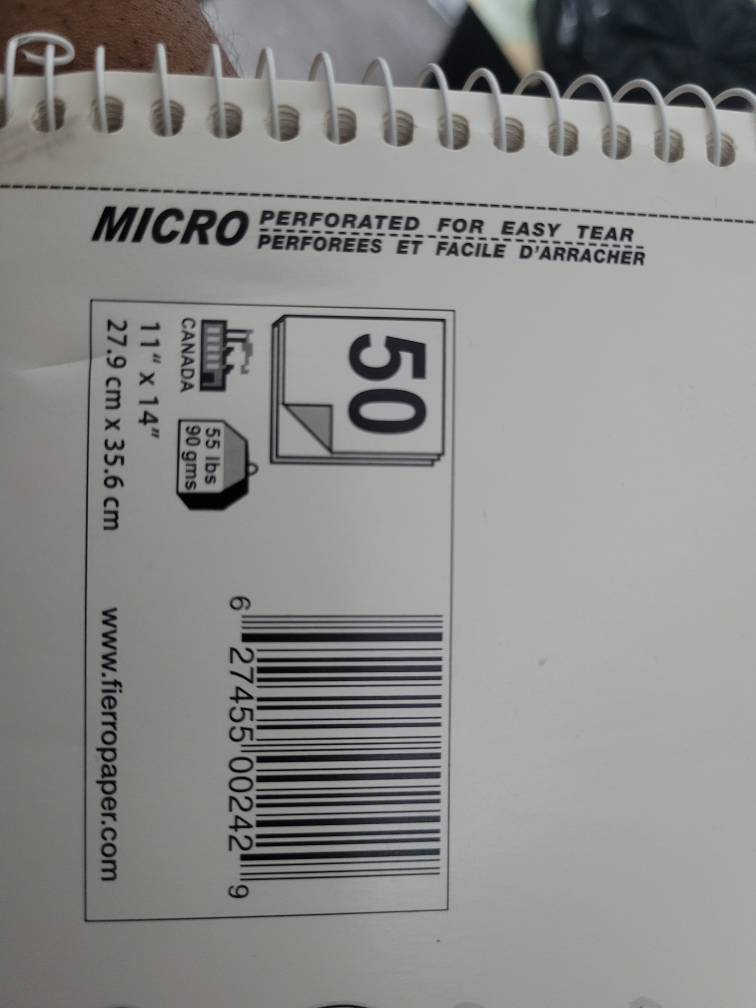 MICRO PERFORATED FOR EASY TEAR
PERFOREES ET FACILE D'ARRACHER
50
CANADA
55 lbs
90 gms
11" x 14"
27.9 cm x 35.6 cm
6 27455 00242 9
www.fierropaper.com